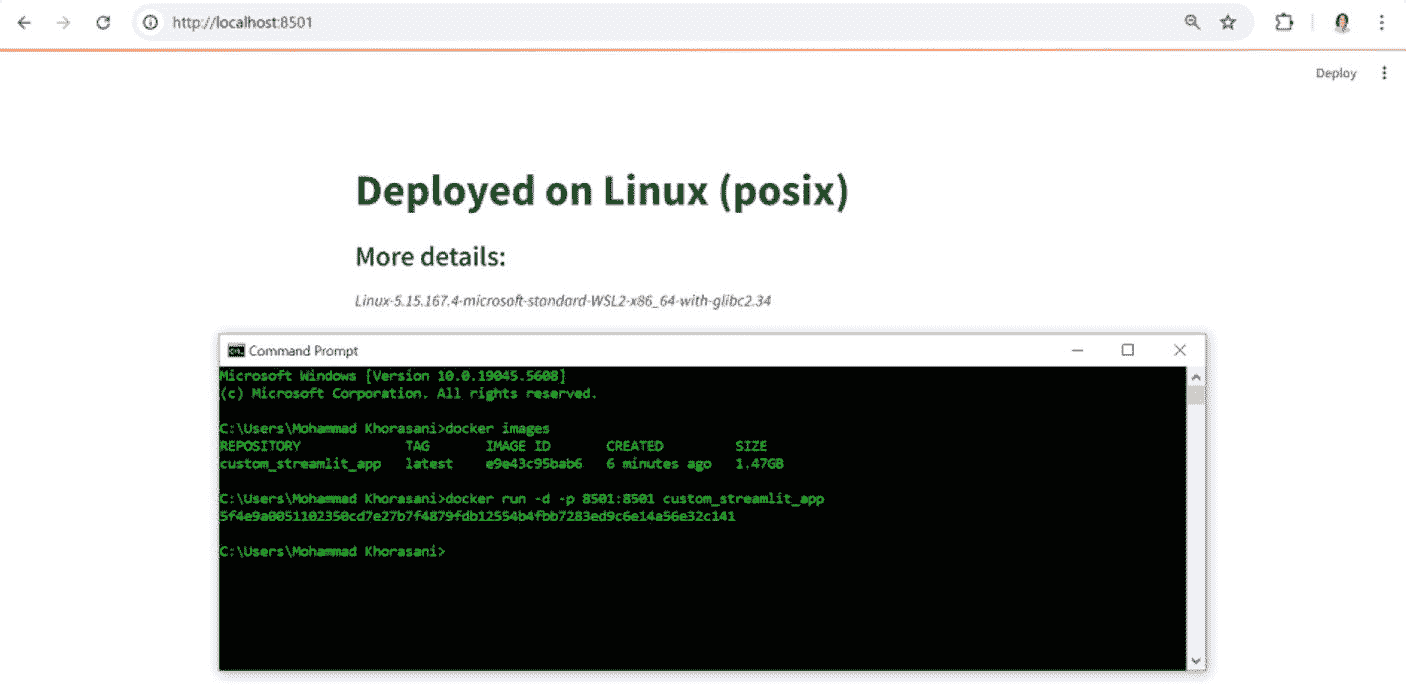 http://localhost:8501
Deploy
Deployed on Linux (posix)
More details:
Linux-5.15.167.4-microsoft-standard-WSL2-x86_64-with-glibc2.34
Command Prompt
Microsoft Windows [Version 10.0.19045.5608]
(c) Microsoft Corporation. All rights reserved.
C:\Users\Mohammad Khorasani>docker images
REPOSITORY TAG IMAGE ID CREATED SIZE
custom_streamlit_app latest e9e43c95bab6 6 minutes ago 1.47GB
C:\Users\Mohammad Khorasani>docker run -d -p 8501:8501 custom_streamlit_app
5f4e9a0051102350cd7e27b7f4879fdb12554b4fbb7283ed9c6e14a56e32c141
C:\Users\Mohammad Khorasani>